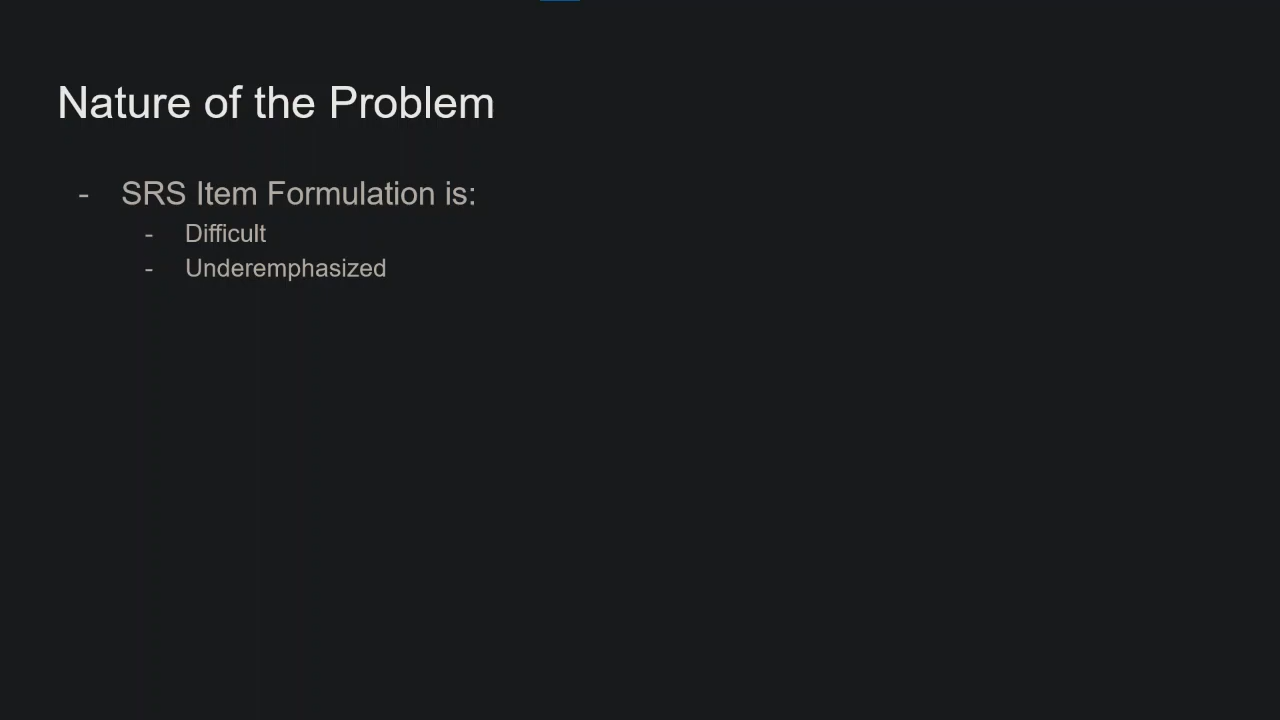 Nature of the Problem
- SRS Item Formulation is:
- Difficult
- Underemphasized